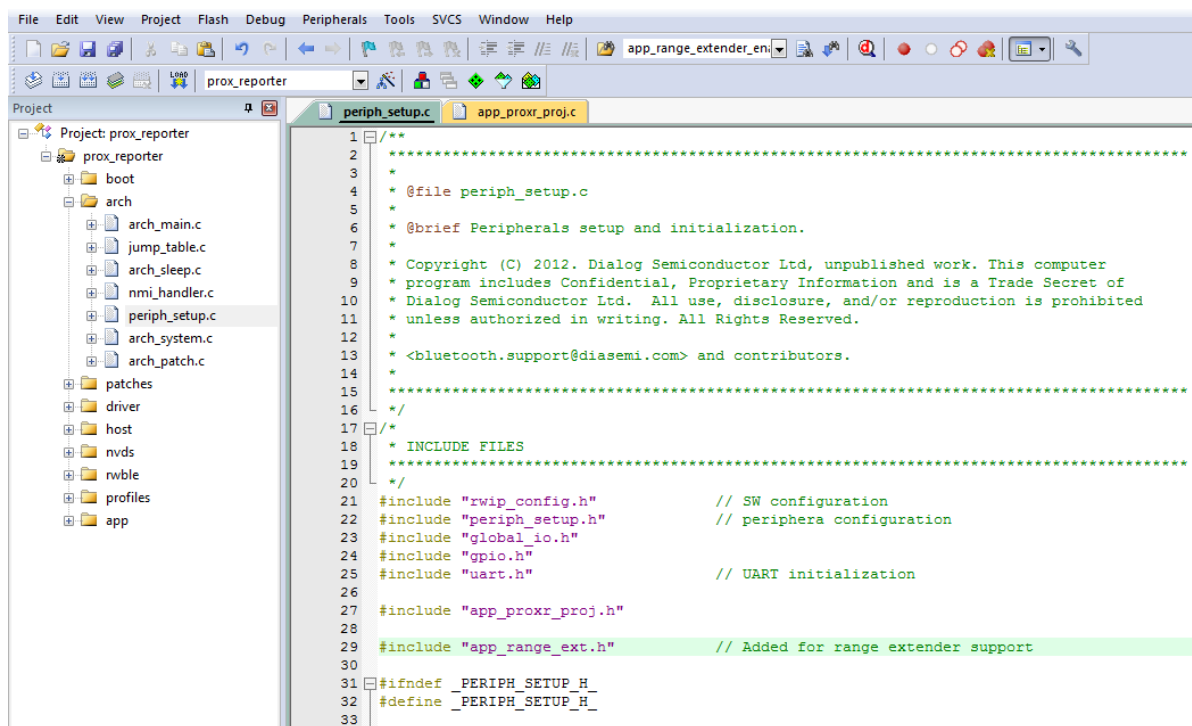 File Edit View Project Flash Debug Peripherals Tools SVCS Window Help
app_range_extender_en
LOAD prox_reporter
Project
periph_setup.c app_proxr_proj.c
Project: prox_reporter
prox_reporter
boot
arch
arch_main.c
jump_table.c
arch_sleep.c
nmi_handler.c
periph_setup.c
arch_system.c
arch_patch.c
patches
driver
host
nvds
rwble
profiles
app
1 /**
2 *****************************************************************************************
3 *
4 * @file periph_setup.c
5 *
6 * @brief Peripherals setup and initialization.
7 *
8 * Copyright (C) 2012. Dialog Semiconductor Ltd, unpublished work. This computer
9 * program includes Confidential, Proprietary Information and is a Trade Secret of
10 * Dialog Semiconductor Ltd.  All use, disclosure, and/or reproduction is prohibited
11 * unless authorized in writing. All Rights Reserved.
12 *
13 * <bluetooth.support@diasemi.com> and contributors.
14 *
15 *****************************************************************************************
16 */
17 /*
18 * INCLUDE FILES
19 *****************************************************************************************
20 */
21 #include "rwip_config.h" // SW configuration
22 #include "periph_setup.h" // periphera configuration
23 #include "global_io.h"
24 #include "gpio.h"
25 #include "uart.h" // UART initialization
26
27 #include "app_proxr_proj.h"
28
29 #include "app_range_ext.h" // Added for range extender support
30
31 #ifndef _PERIPH_SETUP_H_
32 #define _PERIPH_SETUP_H_
33